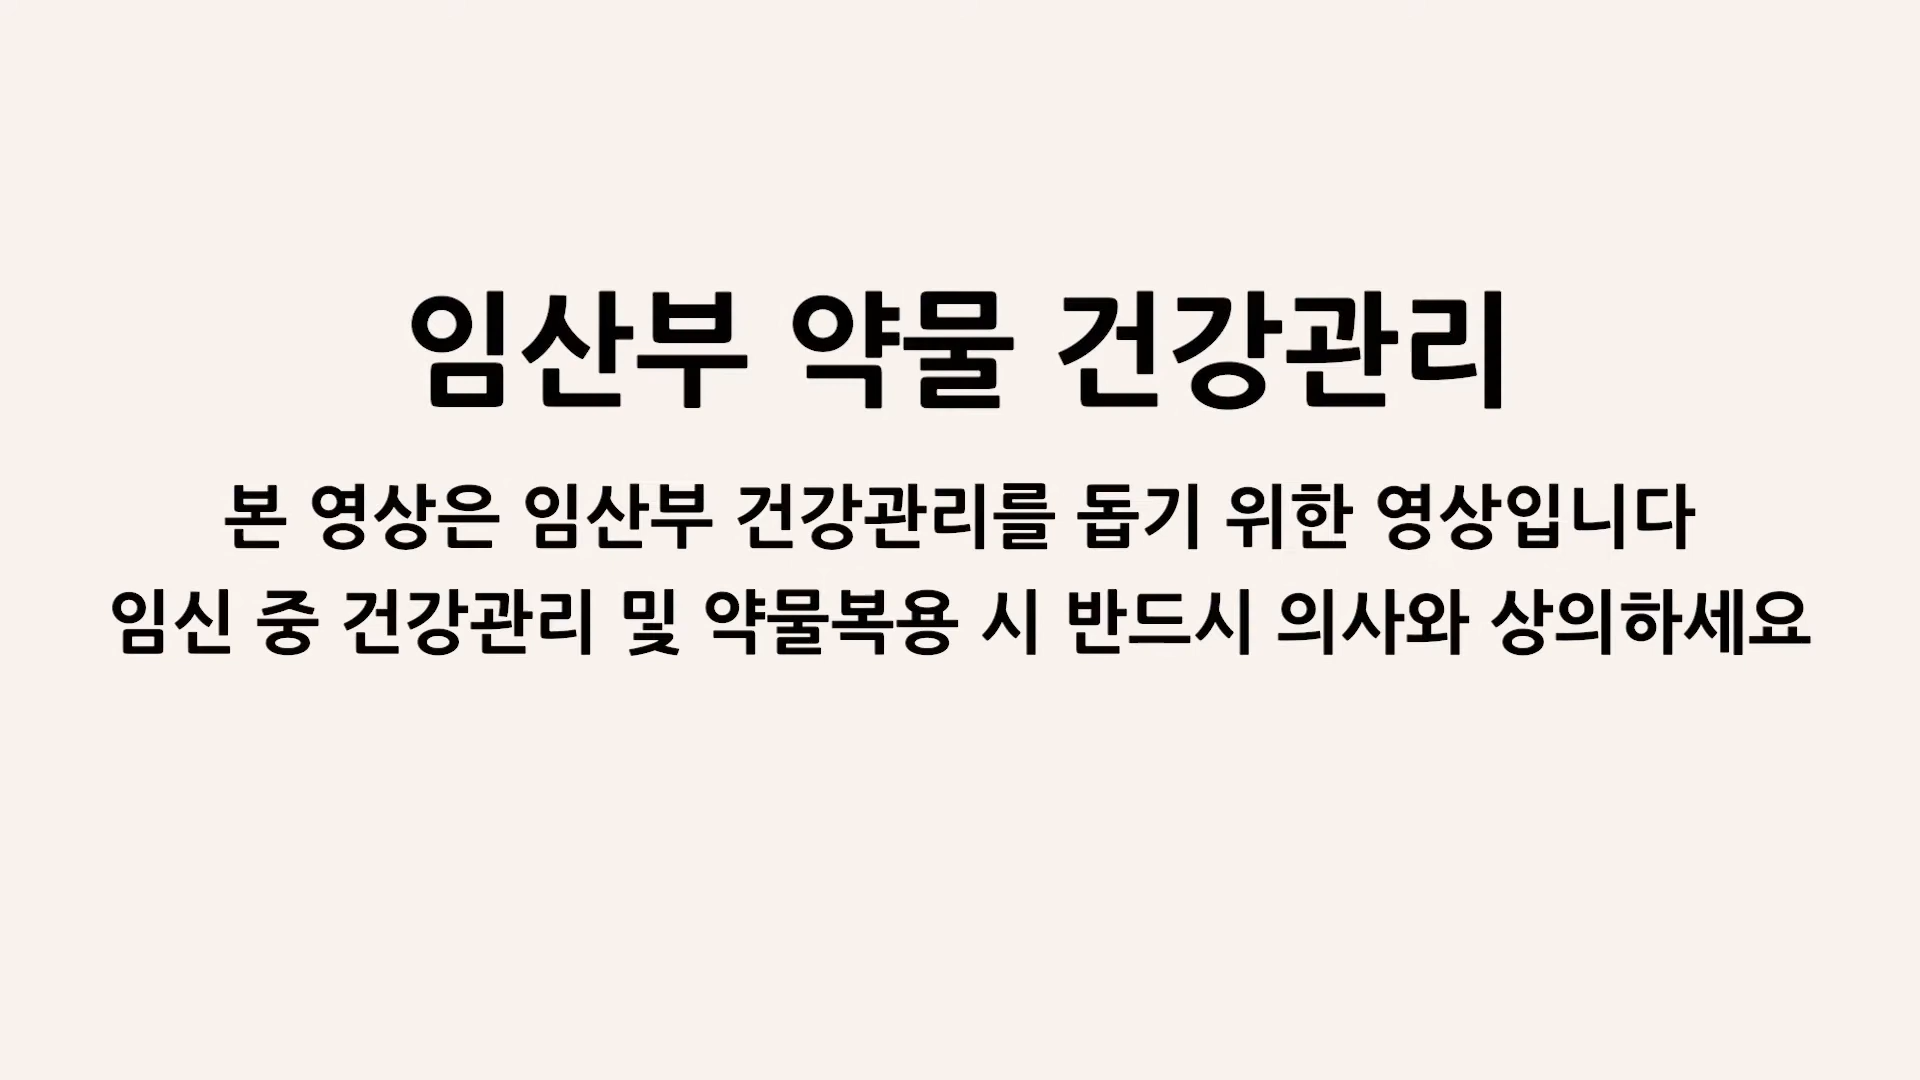 임산부 약물 건강관리
본 영상은 임산부 건강관리를 돕기 위한 영상입니다
임신 중 건강관리 및 약물복용 시 반드시 의사와 상의하세요